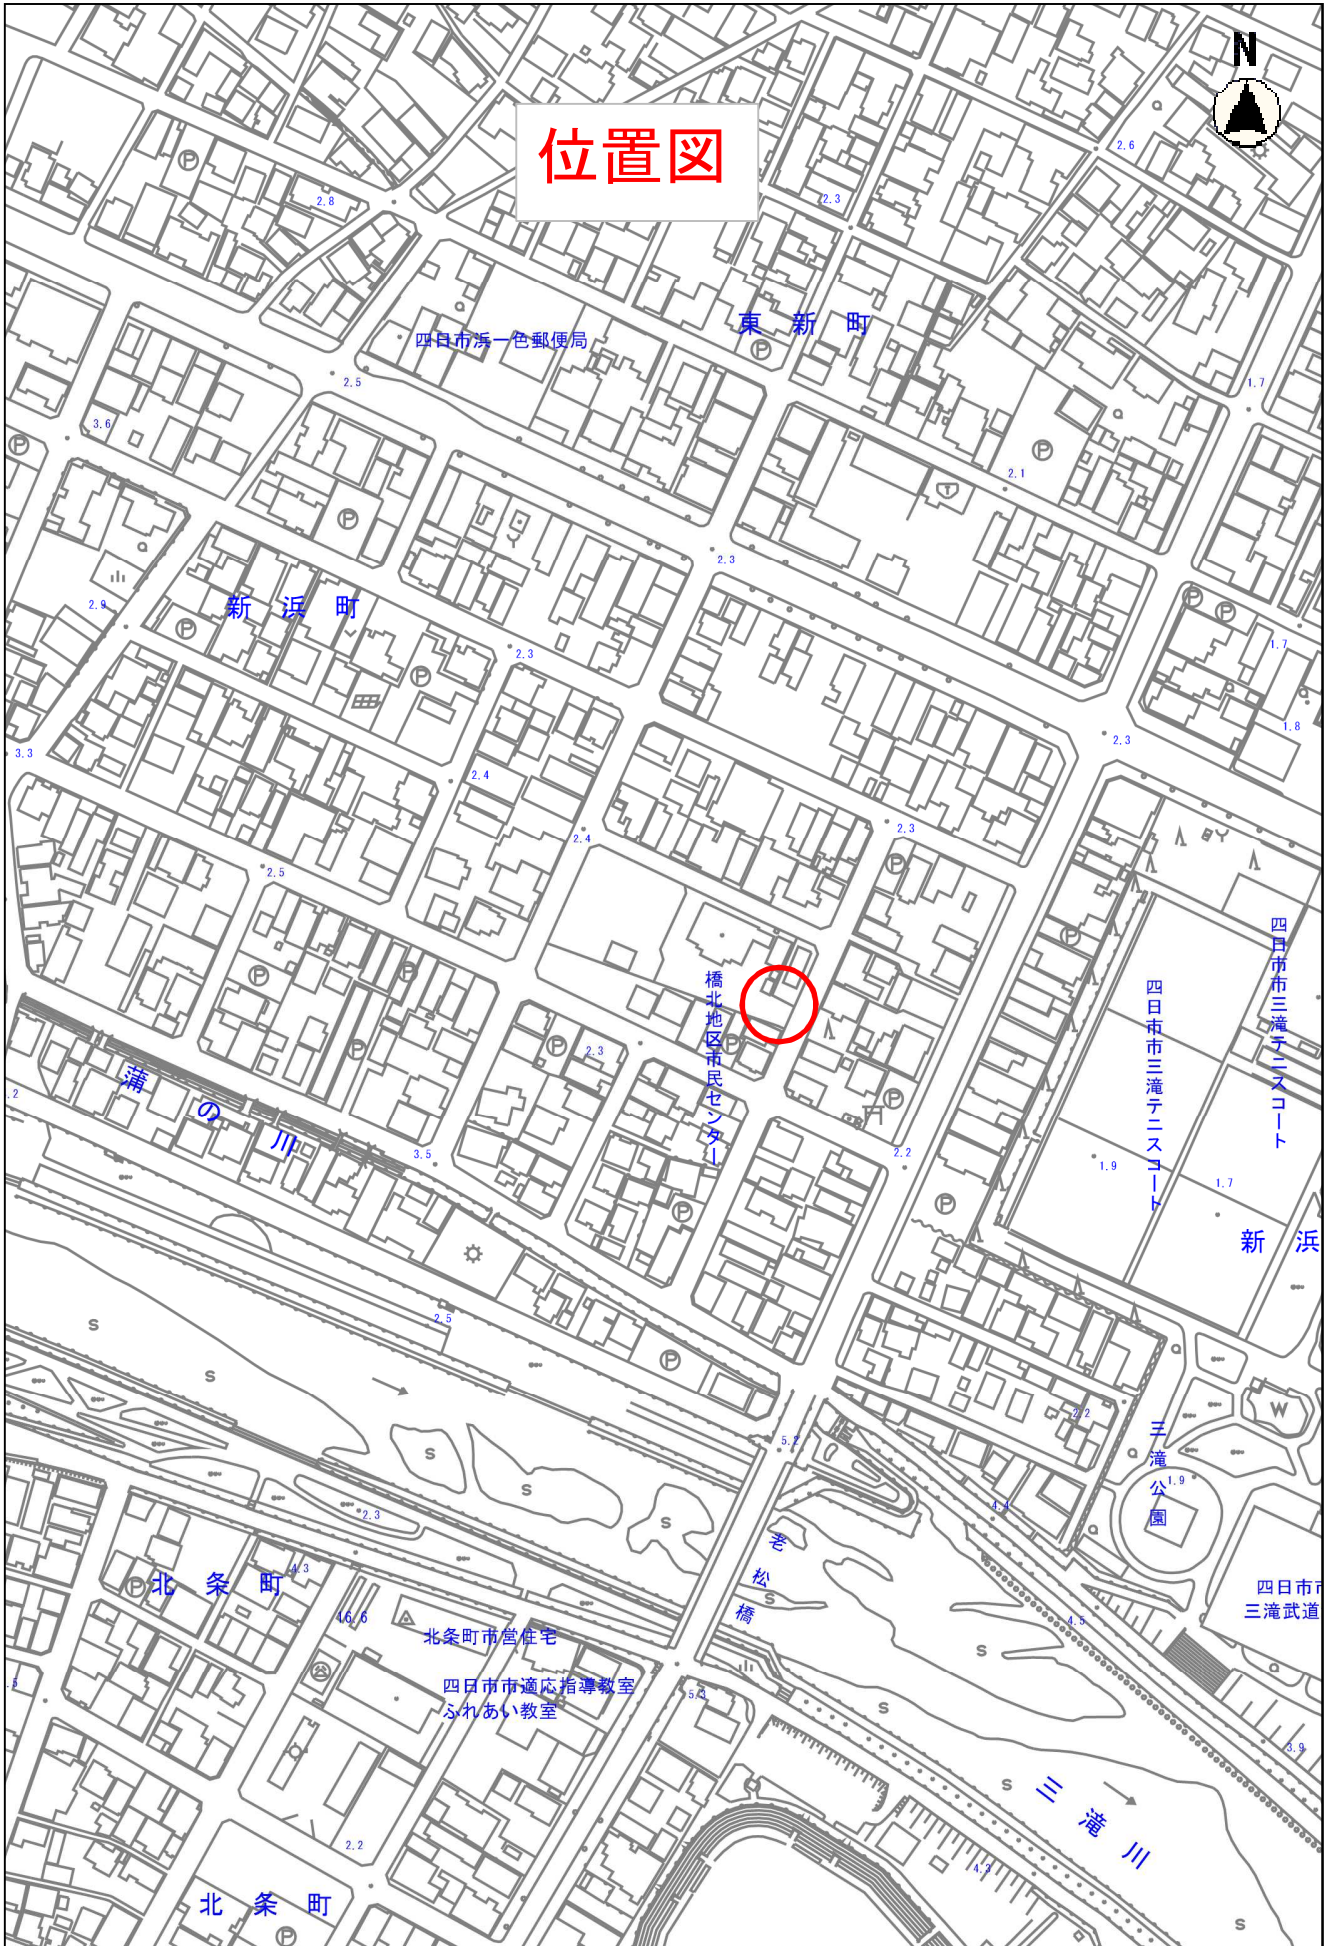 N
位置図
2.6
2.8
2.3
東新町
四日市浜一色郵便局
2.5
1.7
3.6
2.1
2.3
2.9
新浜町
2.3
1.7
1.8
3.3
2.3
2.4
2.4
2.3
2.5
四日市市三滝テニスコート
橋北地区市民センター
四日市市三滝テニスコート
2.3
蒲の川
3.5
2.2
1.9
1.7
新浜
2.5
2.2
5.2
三滝公園
1.9
4.4
2.3
老松橋
北条町
4.3
16.6
北条町市営住宅
四日市市
三滝武道
4.5
四日市市適応指導教室
ふれあい教室
5.3
3.9
三滝川
2.2
4.3
北条町